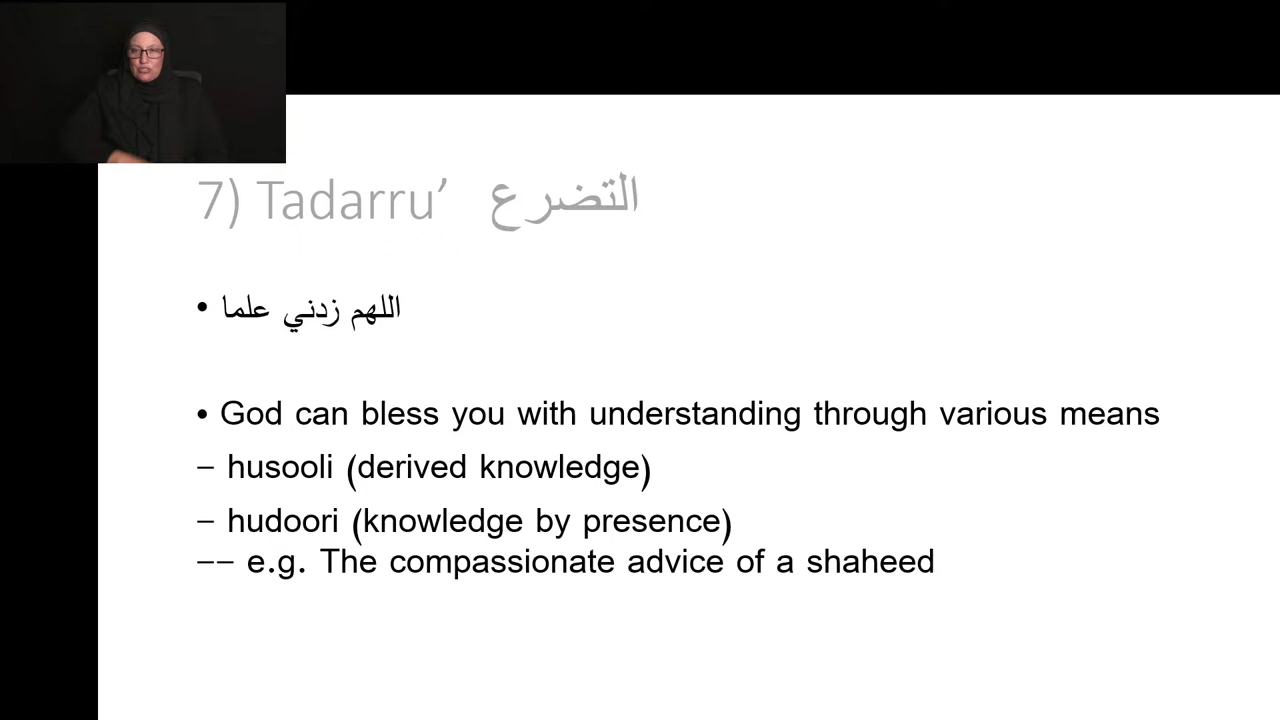 7) Tadarru’ التضرع
• اللهم زدني علما
• God can bless you with understanding through various means
– husooli (derived knowledge)
– hudoori (knowledge by presence)
–– e.g. The compassionate advice of a shaheed